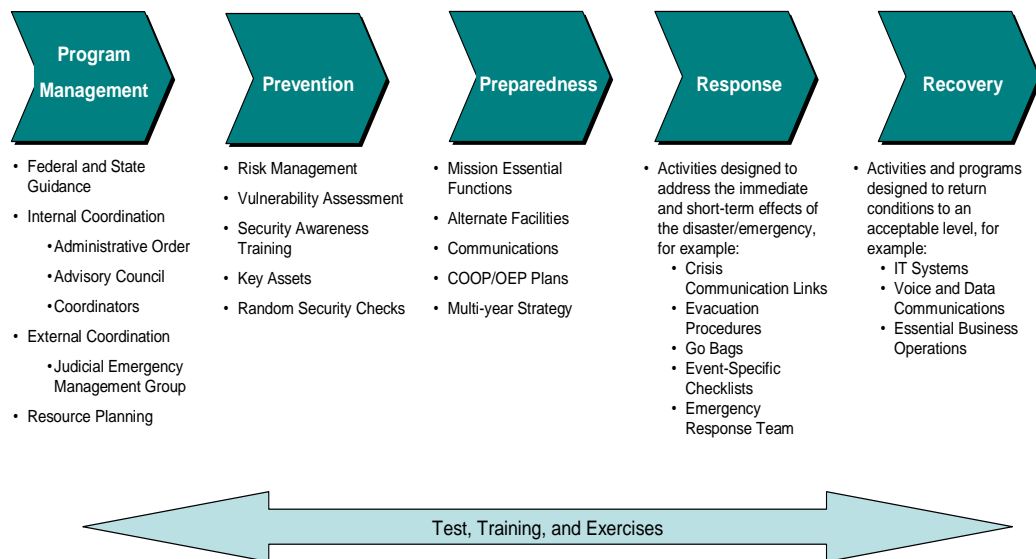 Program
Management
• Federal and State
Guidance
• Internal Coordination
•Administrative Order
•Advisory Council
•Coordinators
• External Coordination
•Judicial Emergency
Management Group
• Resource Planning
Prevention
• Risk Management
• Vulnerability Assessment
• Security Awareness
Training
• Key Assets
• Random Security Checks
Preparedness
• Mission Essential
Functions
• Alternate Facilities
• Communications
• COOP/OEP Plans
• Multi-year Strategy
Response
• Activities designed to
address the immediate
and short-term effects of
the disaster/emergency,
for example:
• Crisis
Communication Links
• Evacuation
Procedures
• Go Bags
• Event-Specific
Checklists
• Emergency
Response Team
Recovery
• Activities and programs
designed to return
conditions to an
acceptable level, for
example:
• IT Systems
• Voice and Data
Communications
• Essential Business
Operations
Test, Training, and Exercises